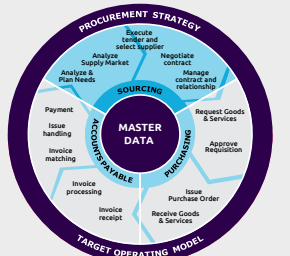 PROCUREMENT STRATEGY
Execute
tender and
select supplier
Analyze
Supply Market
Negotiate
contract
Analyze &
Plan Needs
Manage
contract and
relationship
SOURCING
Payment
Issue
handling
Invoice
matching
Invoice
processing
Invoice
receipt
ACCOUNTS PAYABLE
MASTER
DATA
PURCHASING
Request Goods
& Services
Approve
Requisition
Issue
Purchase Order
Receive Goods
& Services
TARGET OPERATING MODEL